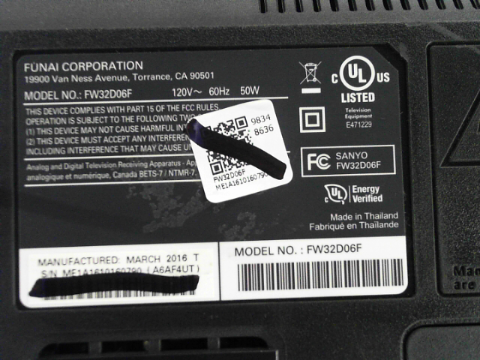 FUNAI CORPORATION
19900 Van Ness Avenue, Torrance, CA 90501
MODEL NO.: FW32D06F 120V~ 60Hz 50W
THIS DEVICE COMPLIES WITH PART 15 OF THE FCC RULES
OPERATION IS SUBJECT TO THE FOLLOWING TWO
(1) THIS DEVICE MAY NOT CAUSE HARMFUL
(2) THIS DEVICE MUST ACCEPT ANY INTERFERENCE
INCLUDING INTERFERENCE THAT MAY CAUSE
Analog and Digital Television Receiving Apparatus
analogique et numérique, Canada BETS-7 / NTMR-7
9834
8636
FW32D06F
ME1A1610160790
C UL US
LISTED
Television
Equipment
E471229
FC SANYO
FW32D06F
UL Energy
Verified
Made in Thailand
Fabriqué en Thaïlande
MANUFACTURED: MARCH 2016 T
S/N ME1A1610160790 (A6AF4UT)
MODEL NO. : FW32D06F
are